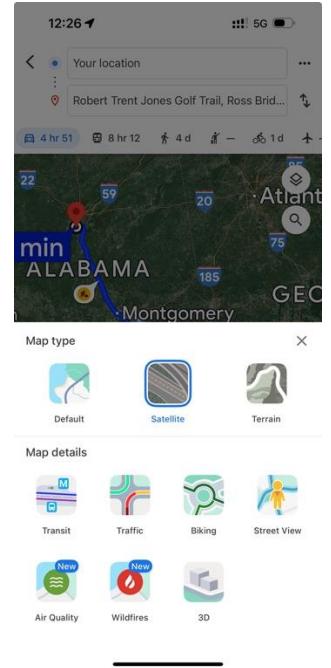 12:26 5G
Your location
Robert Trent Jones Golf Trail, Ross Brid...
4 hr 51 8 hr 12 4 d — 1 d
22
59
20
85
Atlant
75
min
ALABAMA
185
GEC
Montgomery
Map type
Default Satellite Terrain
Map details
M
Transit Traffic Biking Street View
New New
Air Quality Wildfires 3D